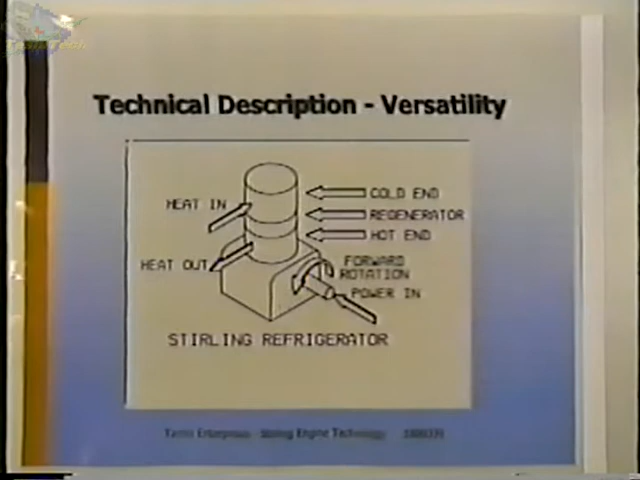 Technical Description - Versatility
HEAT IN
COLD END
REGENERATOR
HOT END
HEAT OUT
FORWARD
ROTATION
POWER IN
STIRLING REFRIGERATOR
Enterprises - Stirling Engine Technology